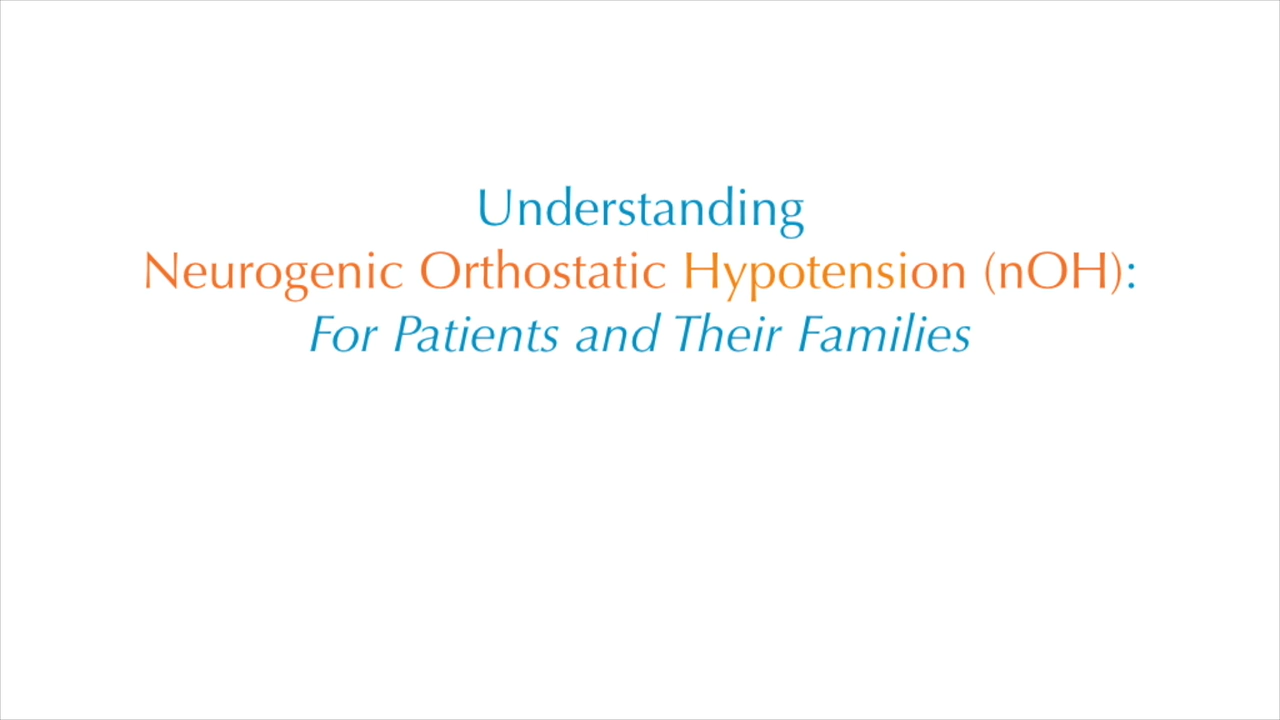 Understanding
Neurogenic Orthostatic Hypotension (nOH):
For Patients and Their Families